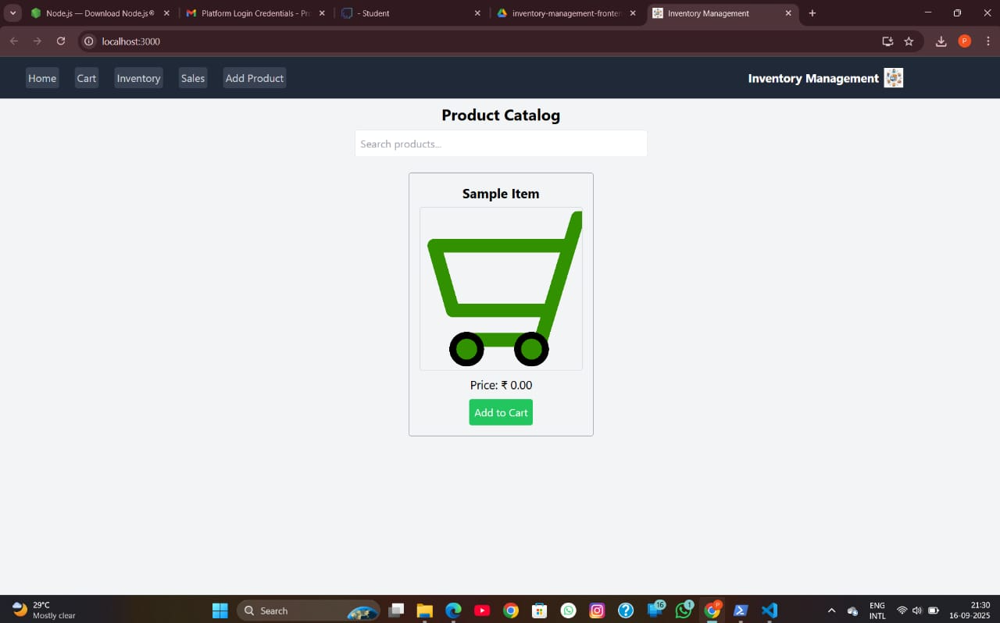 Node.js — Download Node.js®
Platform Login Credentials - Pr
- Student
inventory-management-fronten
Inventory Management
localhost:3000
P
Home
Cart
Inventory
Sales
Add Product
Inventory Management
Product Catalog
Search products...
Sample Item
Price: ₹ 0.00
Add to Cart
29°C
Mostly clear
Search
16
1
P
ENG
INTL
21:30
16-09-2025